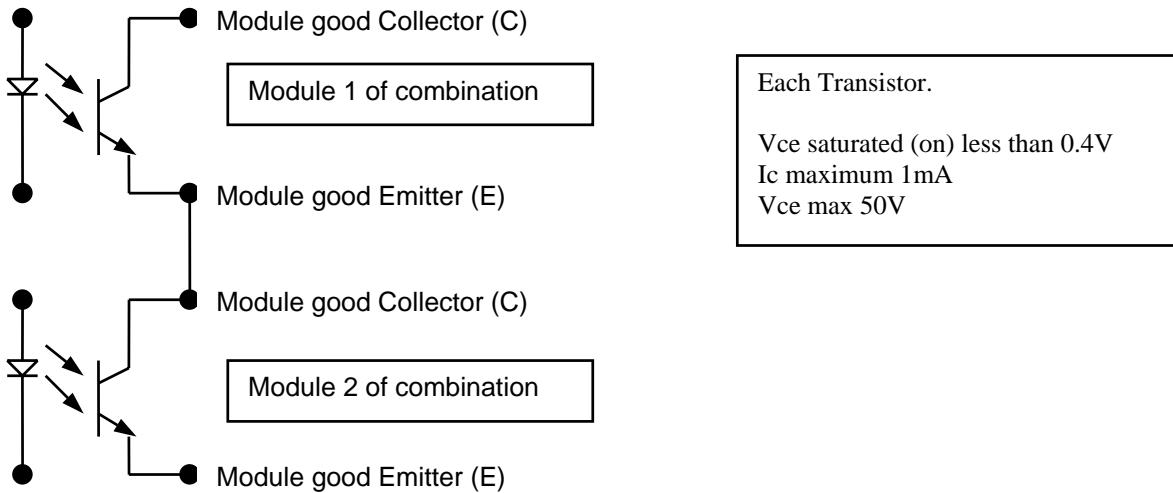 Module good Collector (C)
Module 1 of combination
Module good Emitter (E)
Module good Collector (C)
Module 2 of combination
Module good Emitter (E)
Each Transistor.
Vce saturated (on) less than 0.4V
Ic maximum 1mA
Vce max 50V